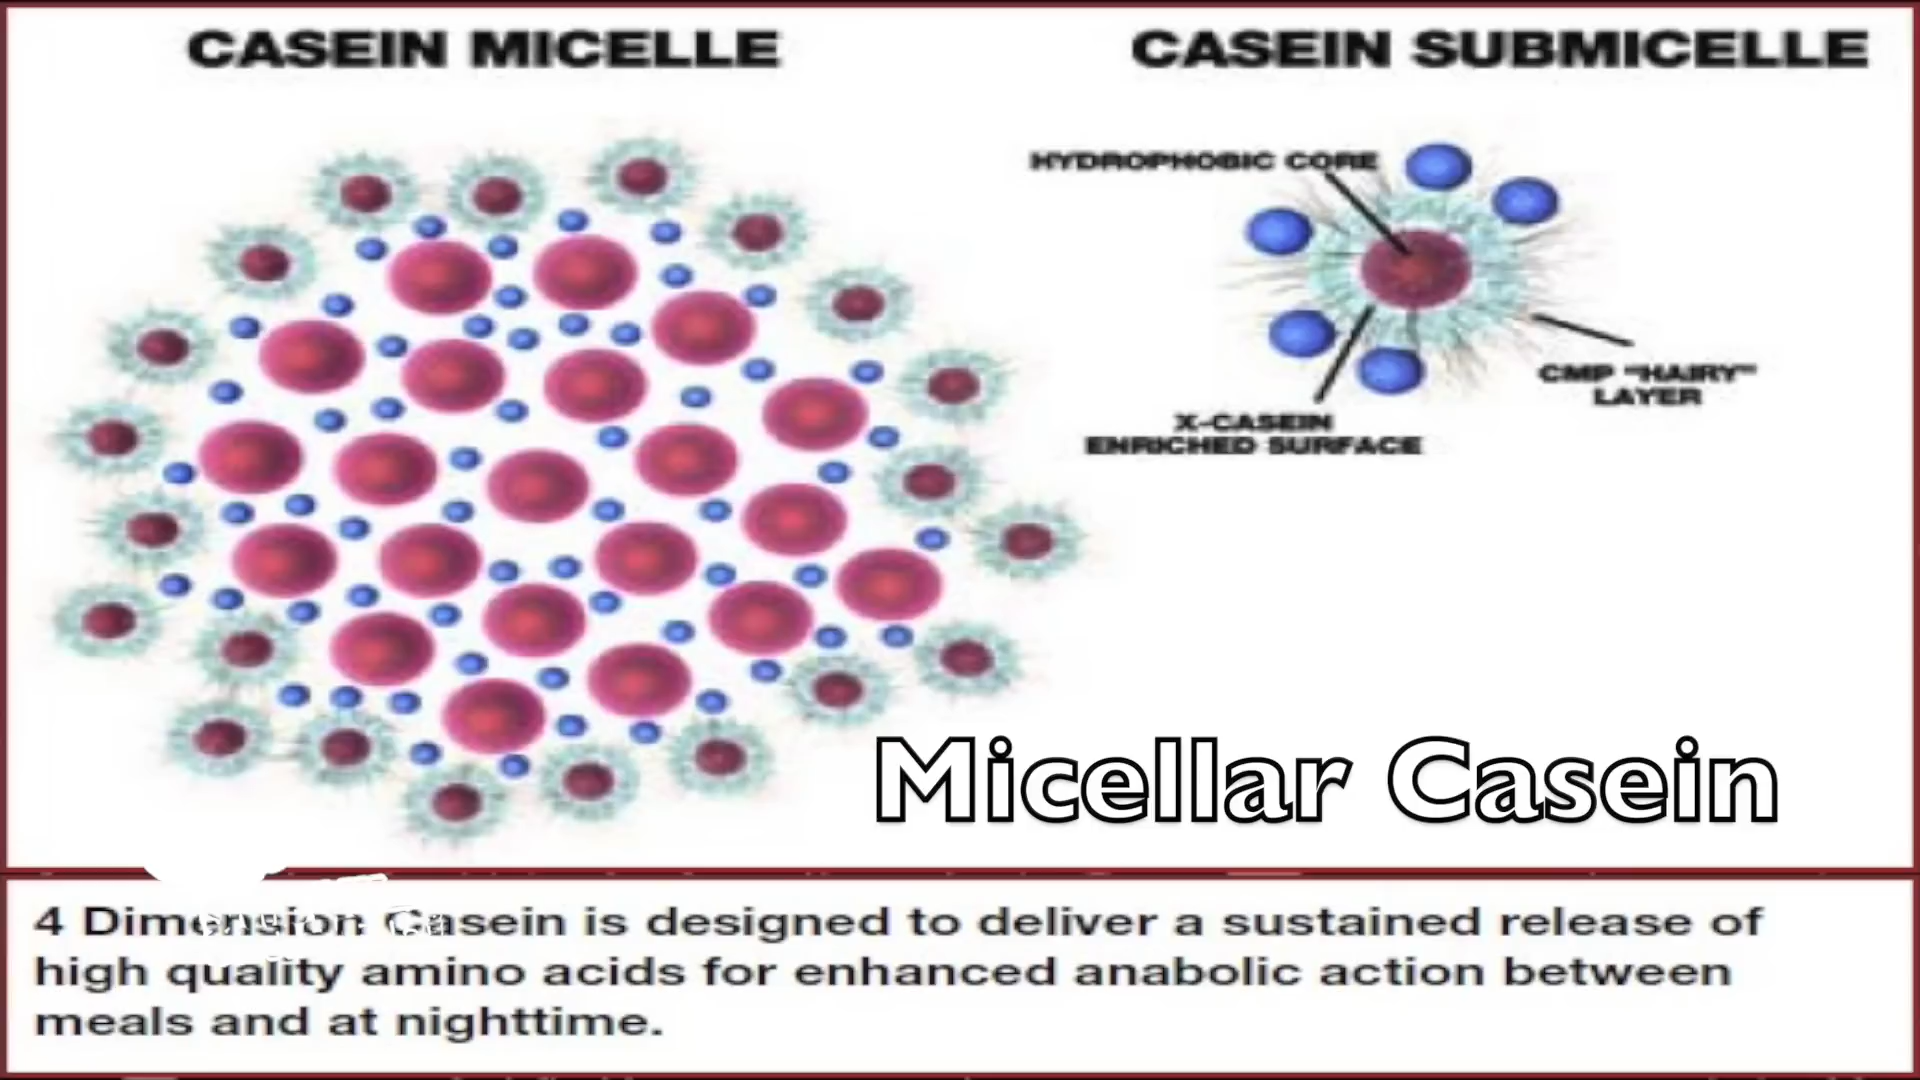 CASEIN MICELLE
CASEIN SUBMICELLE
HYDROPHOBIC CORE
CMP "HAIRY"
LAYER
X-CASEIN
ENRICHED SURFACE
Micellar Casein
4 Dimension Casein is designed to deliver a sustained release of
high quality amino acids for enhanced anabolic action between
meals and at nighttime.